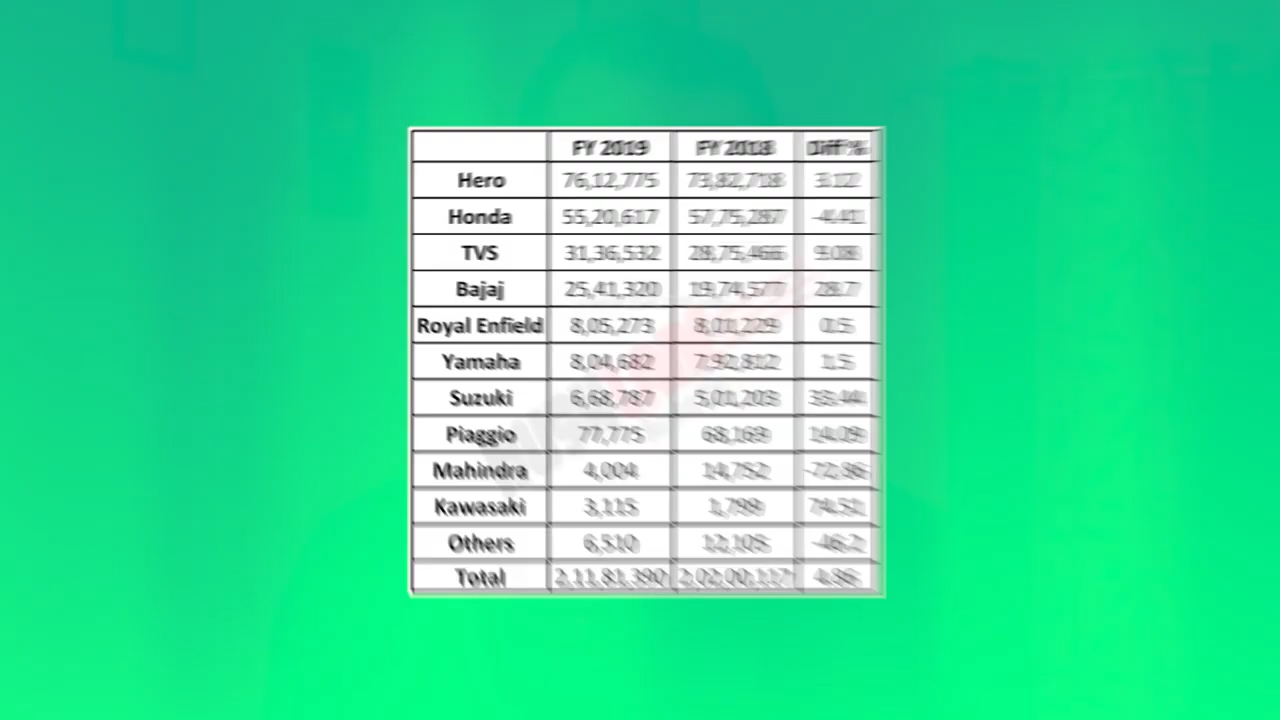 FY 2019 FY 2018 Diff %
Hero 76,12,775 73,82,718 3.12
Honda 55,20,617 57,75,287 -4.41
TVS 31,36,532 28,75,466 9.08
Bajaj 25,41,320 19,74,577 28.7
Royal Enfield 8,05,273 8,01,229 0.5
Yamaha 8,04,682 7,92,812 1.5
Suzuki 6,68,787 5,01,203 33.44
Piaggio 77,775 68,169 14.09
Mahindra 4,004 14,752 -72.86
Kawasaki 3,115 1,799
Others 6,510 12,105 -46.2
Total 2,11,81,390 2,02,00,117 4.86